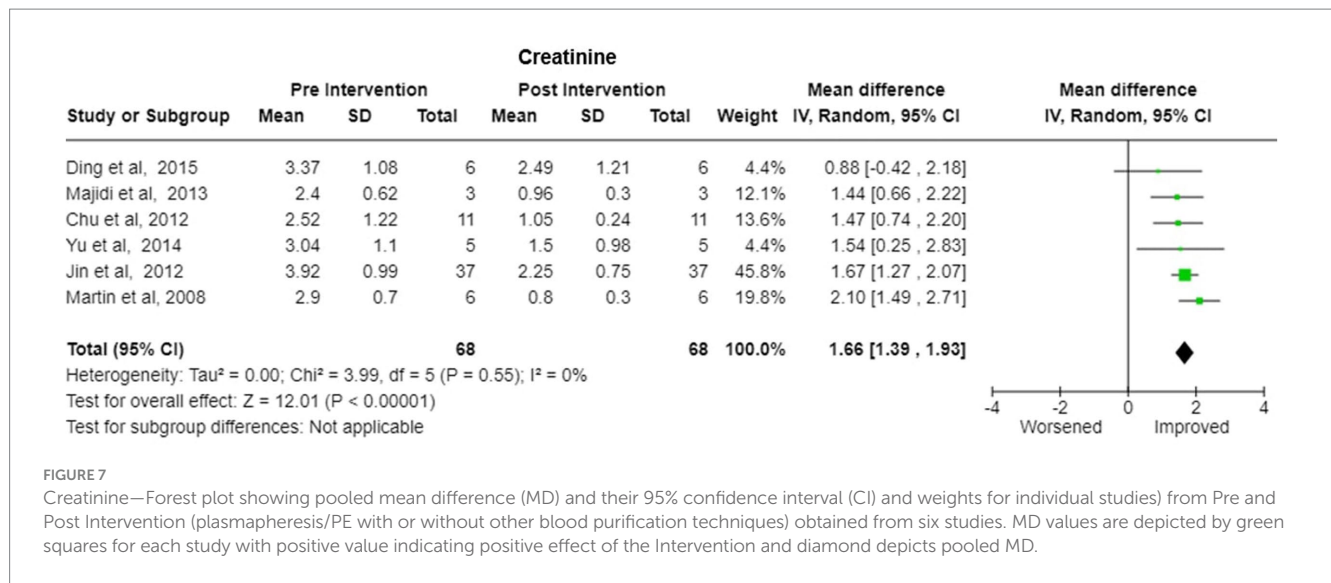 Creatinine
Pre Intervention Post Intervention Mean difference Mean difference
Study or Subgroup Mean SD Total Mean SD Total Weight IV, Random, 95% CI IV, Random, 95% CI
Ding et al, 2015 3.37 1.08 6 2.49 1.21 6 4.4% 0.88 [-0.42 , 2.18]
Majidi et al, 2013 2.4 0.62 3 0.96 0.3 3 12.1% 1.44 [0.66 , 2.22]
Chu et al, 2012 2.52 1.22 11 1.05 0.24 11 13.6% 1.47 [0.74 , 2.20]
Yu et al, 2014 3.04 1.1 5 1.5 0.98 5 4.4% 1.54 [0.25 , 2.83]
Jin et al, 2012 3.92 0.99 37 2.25 0.75 37 45.8% 1.67 [1.27 , 2.07]
Martin et al, 2008 2.9 0.7 6 0.8 0.3 6 19.8% 2.10 [1.49 , 2.71]
Total (95% CI) 68 68 100.0% 1.66 [1.39 , 1.93]
Heterogeneity: Tau² = 0.00; Chi² = 3.99, df = 5 (P = 0.55); I² = 0%
Test for overall effect: Z = 12.01 (P < 0.00001)
Test for subgroup differences: Not applicable
-4 -2 0 2 4
Worsened Improved
FIGURE 7
Creatinine—Forest plot showing pooled mean difference (MD) and their 95% confidence interval (CI) and weights for individual studies) from Pre and
Post Intervention (plasmapheresis/PE with or without other blood purification techniques) obtained from six studies. MD values are depicted by green
squares for each study with positive value indicating positive effect of the Intervention and diamond depicts pooled MD.